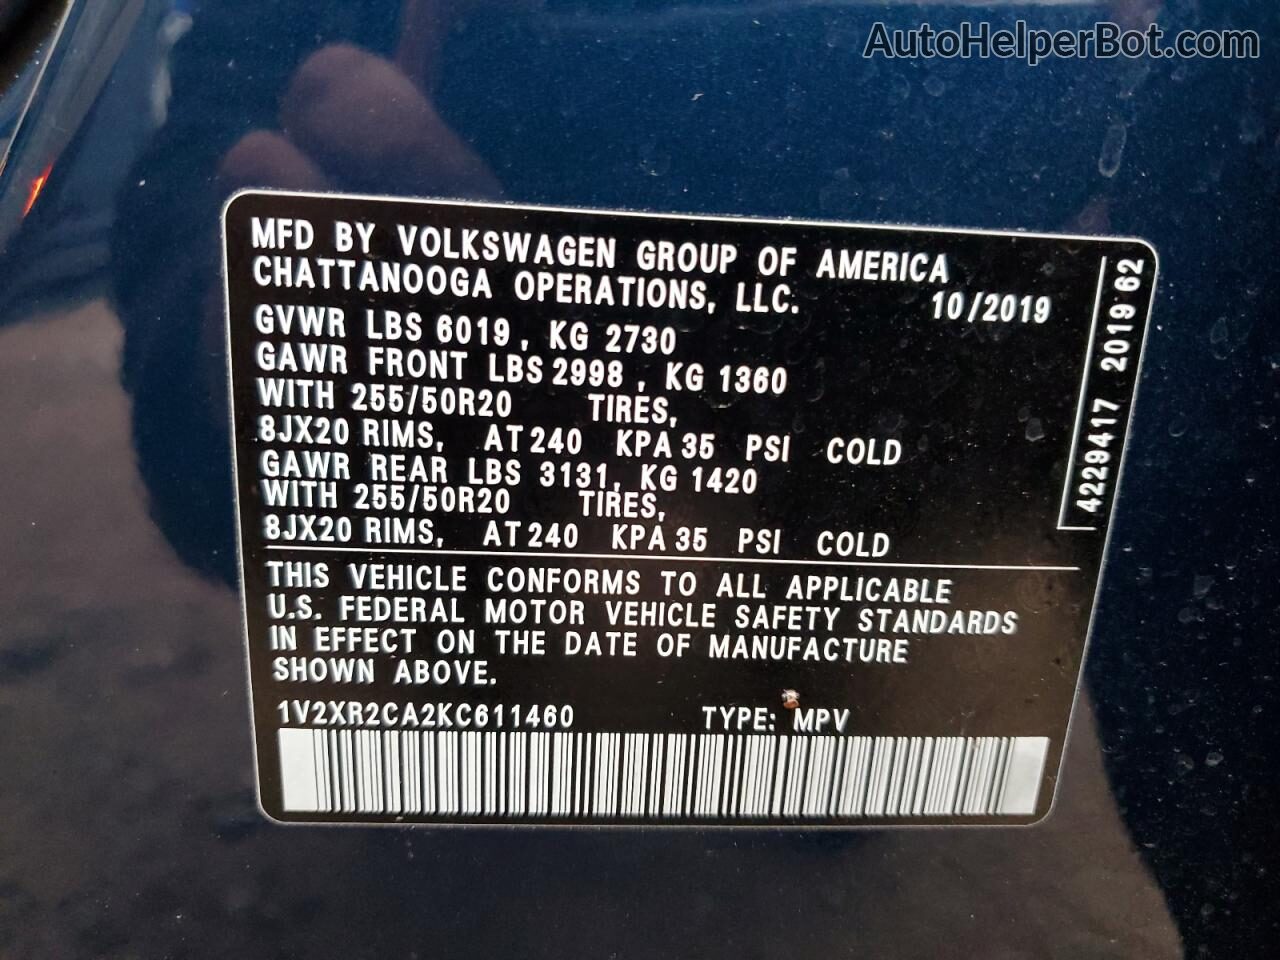 AutoHelperBot.com
MFD BY VOLKSWAGEN GROUP OF AMERICA
CHATTANOOGA OPERATIONS, LLC. 10/2019
GVWR LBS 6019, KG 2730
GAWR FRONT LBS 2998, KG 1360
WITH 255/50R20 TIRES,
8JX20 RIMS, AT 240 KPA 35 PSI COLD
GAWR REAR LBS 3131, KG 1420
WITH 255/50R20 TIRES,
8JX20 RIMS, AT 240 KPA 35 PSI COLD
4229417 2019 62
THIS VEHICLE CONFORMS TO ALL APPLICABLE
U.S. FEDERAL MOTOR VEHICLE SAFETY STANDARDS
IN EFFECT ON THE DATE OF MANUFACTURE
SHOWN ABOVE.
1V2XR2CA2KC611460 TYPE: MPV